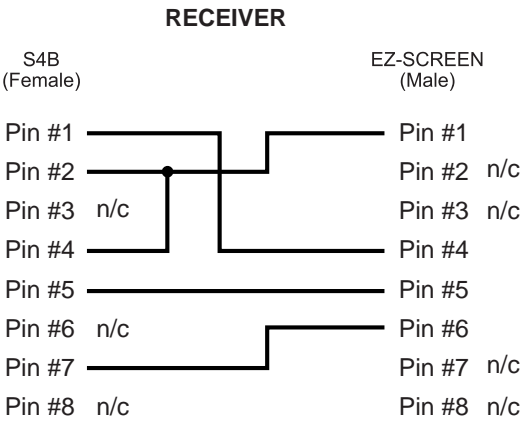 RECEIVER
S4B EZ-SCREEN
(Female) (Male)
Pin #1 Pin #1
Pin #2 Pin #2 n/c
Pin #3 n/c Pin #3 n/c
Pin #4 Pin #4
Pin #5 Pin #5
Pin #6 n/c Pin #6
Pin #7 Pin #7 n/c
Pin #8 n/c Pin #8 n/c